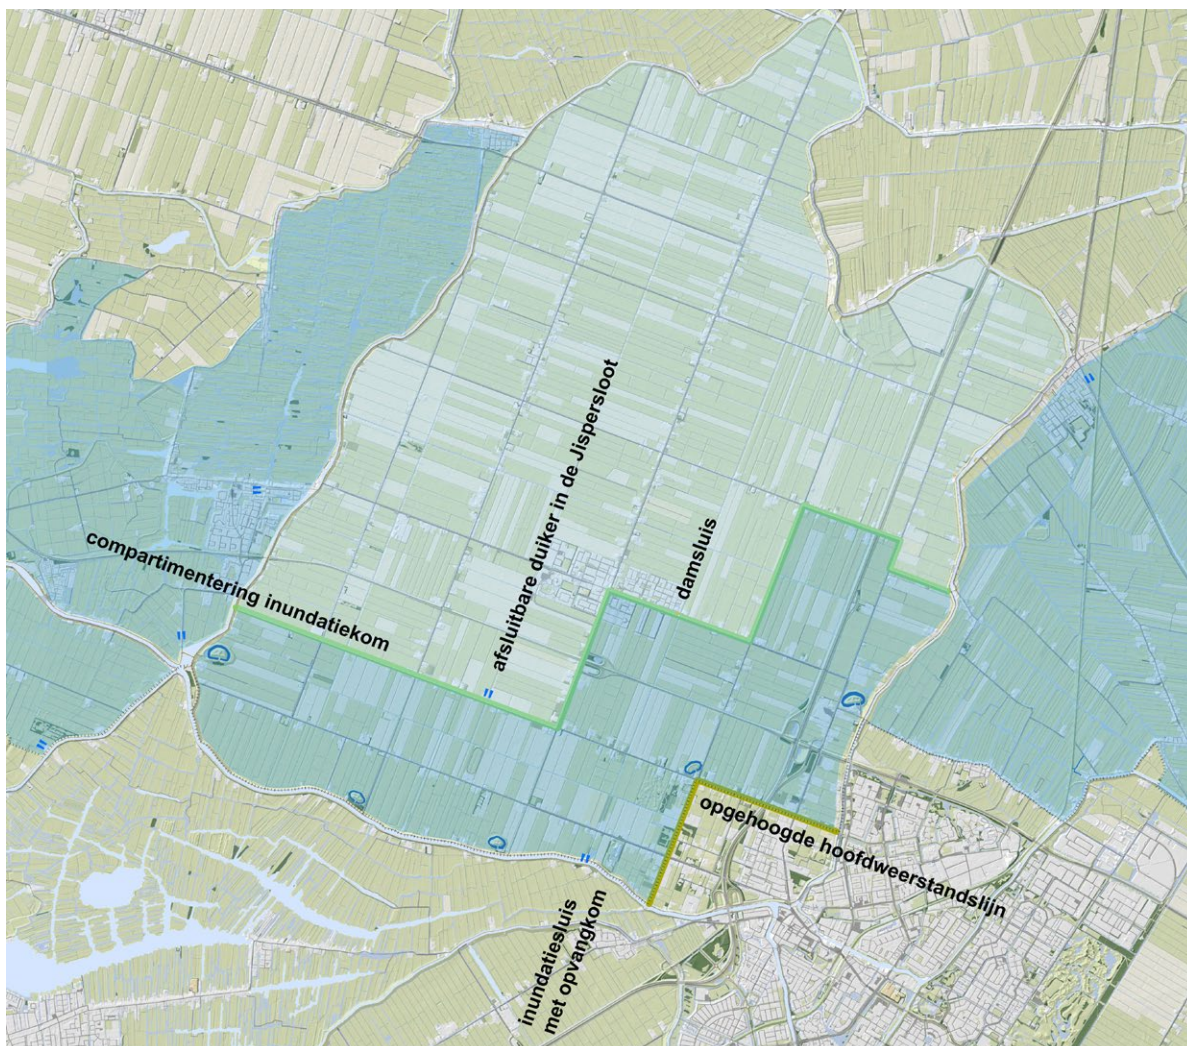 compartimentering inundatiekom
afsluitbare duiker in de Jispersloot
damsluis
opgehoogde hoofdweerstandslijn
inundatiesluis
met opvangkom